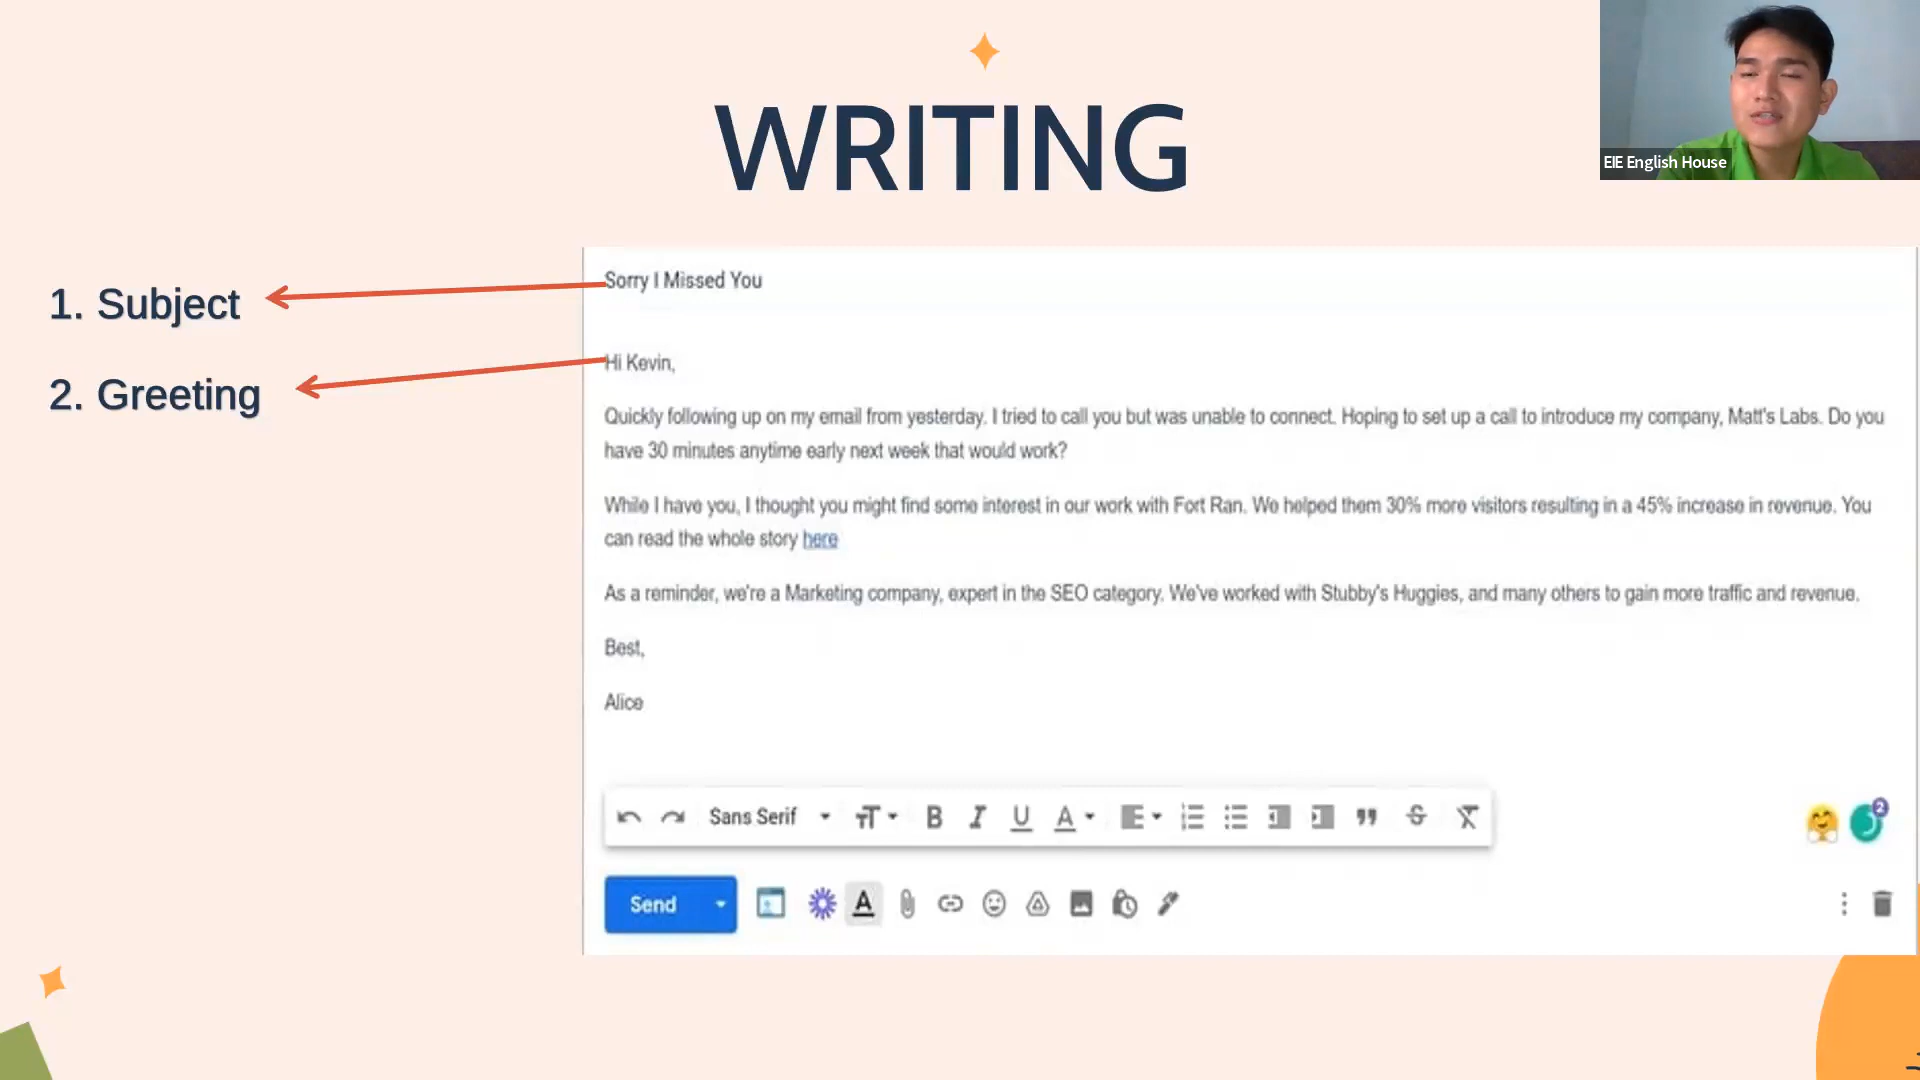 WRITING
EIE English House
1. Subject
2. Greeting
Sorry I Missed You
Hi Kevin,
Quickly following up on my email from yesterday. I tried to call you but was unable to connect. Hoping to set up a call to introduce my company, Matt's Labs. Do you
have 30 minutes anytime early next week that would work?
While I have you, I thought you might find some interest in our work with Fort Ran. We helped them 30% more visitors resulting in a 45% increase in revenue. You
can read the whole story here
As a reminder, we're a Marketing company, expert in the SEO category. We've worked with Stubby's Huggies, and many others to gain more traffic and revenue.
Best,
Alice
Sans Serif
2
Send